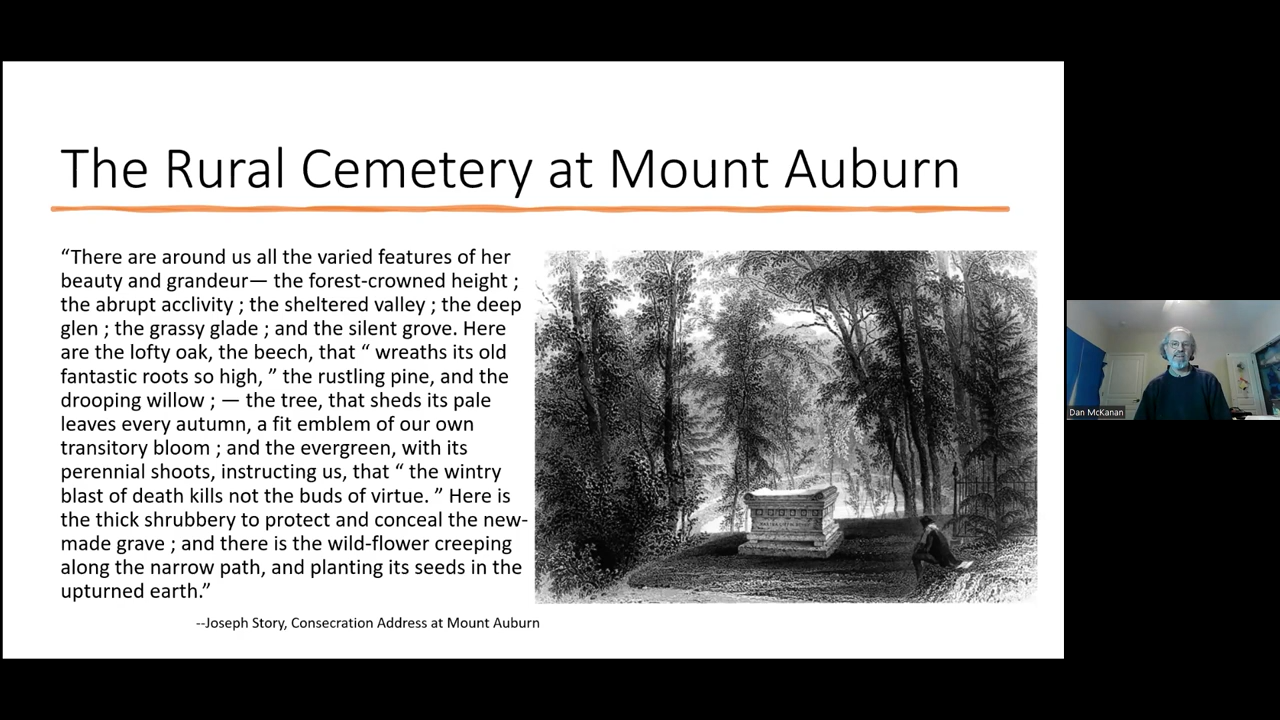 The Rural Cemetery at Mount Auburn
“There are around us all the varied features of her
beauty and grandeur— the forest-crowned height ;
the abrupt acclivity ; the sheltered valley ; the deep
glen ; the grassy glade ; and the silent grove. Here
are the lofty oak, the beech, that “ wreaths its old
fantastic roots so high, ” the rustling pine, and the
drooping willow ; — the tree, that sheds its pale
leaves every autumn, a fit emblem of our own
transitory bloom ; and the evergreen, with its
perennial shoots, instructing us, that “ the wintry
blast of death kills not the buds of virtue. ” Here is
the thick shrubbery to protect and conceal the new-
made grave ; and there is the wild-flower creeping
along the narrow path, and planting its seeds in the
upturned earth.”
--Joseph Story, Consecration Address at Mount Auburn
Dan McKanan